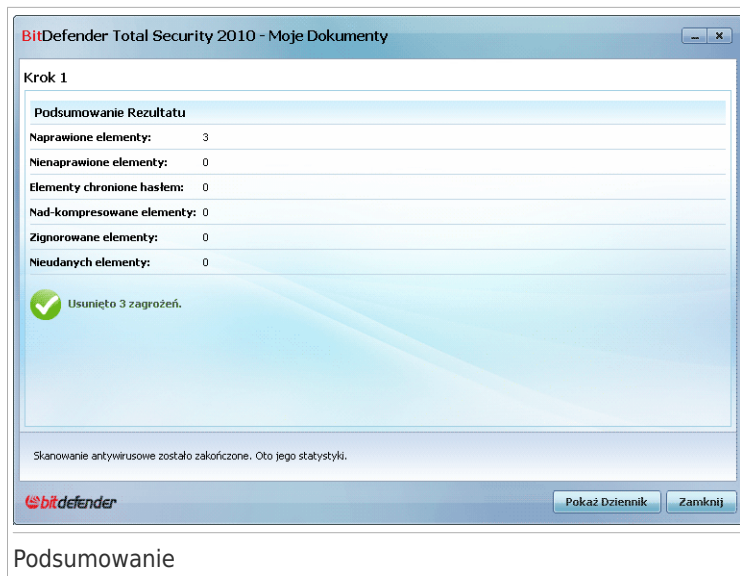 BitDefender Total Security 2010 - Moje Dokumenty
Krok 1
Podsumowanie Rezultatu
Naprawione elementy: 3
Nienaprawione elementy: 0
Elementy chronione hasłem: 0
Nad-kompresowane elementy: 0
Zignorowane elementy: 0
Nieudanych elementy: 0
Usunięto 3 zagrożeń.
Skanowanie antywirusowe zostało zakończone. Oto jego statystyki.
bitdefender
Pokaż Dziennik Zamknij
Podsumowanie